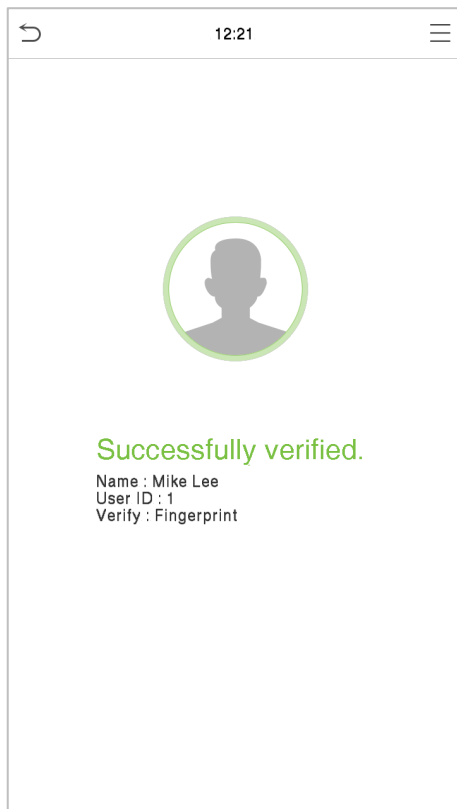 12:21
Successfully verified.
Name : Mike Lee
User ID : 1
Verify : Fingerprint